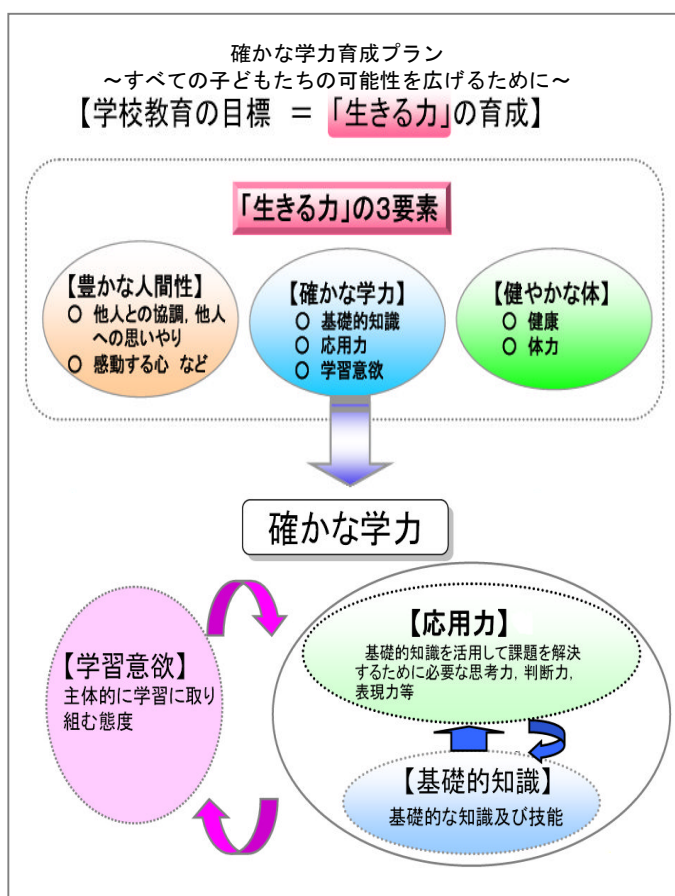 確かな学力育成プラン
～すべての子どもたちの可能性を広げるために～
【学校教育の目標 ＝ 「生きる力」の育成】
「生きる力」の３要素
【豊かな人間性】
○ 他人との協調，他人
への思いやり
○ 感動する心 など
【確かな学力】
○ 基礎的知識
○ 応用力
○ 学習意欲
【健やかな体】
○ 健康
○ 体力
確かな学力
【学習意欲】
主体的に学習に取り
組む態度
【応用力】
基礎的知識を活用して課題を解決
するために必要な思考力，判断力，
表現力等
【基礎的知識】
基礎的な知識及び技能